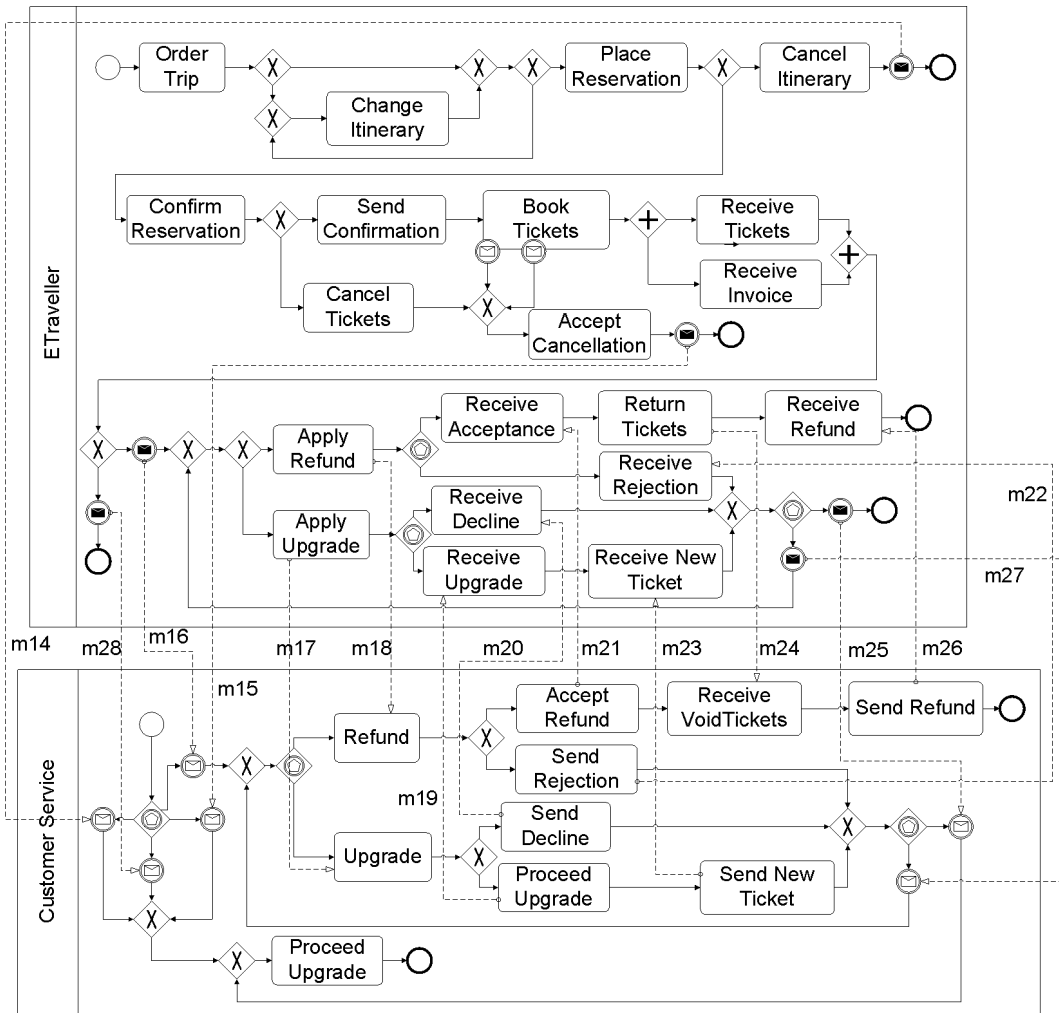 Order
Trip
Place
Reservation
Cancel
Itinerary
Change
Itinerary
Confirm
Reservation
Send
Confirmation
Book
Tickets
Receive
Tickets
Receive
Invoice
Cancel
Tickets
Accept
Cancellation
ETraveller
Receive
Acceptance
Return
Tickets
Receive
Refund
Apply
Refund
Receive
Rejection
Receive
Decline
Apply
Upgrade
Receive
Upgrade
Receive New
Ticket
m22
m27
m14
m28
m16
m15
m17
m18
m20
m21
m23
m24
m25
m26
Accept
Refund
Receive
VoidTickets
Send Refund
Refund
Send
Rejection
m19
Send
Decline
Upgrade
Proceed
Upgrade
Send New
Ticket
Customer Service
Proceed
Upgrade